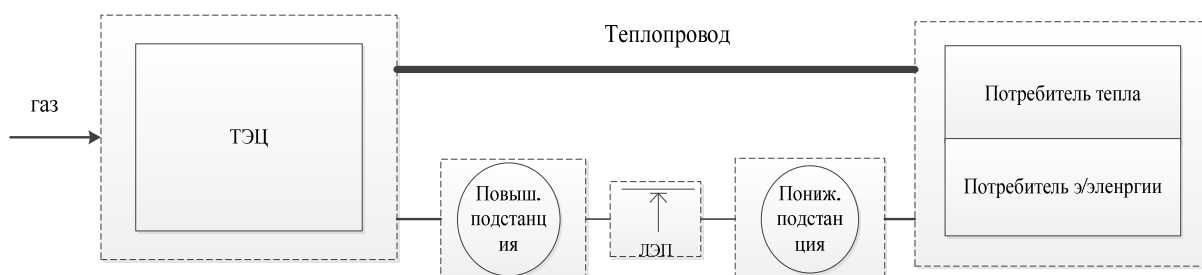 Теплопровод
газ
ТЭЦ
Потребитель тепла
Повыш.
подстанц
ия
ЛЭП
Пониж.
подстан
ция
Потребитель э/эленргии